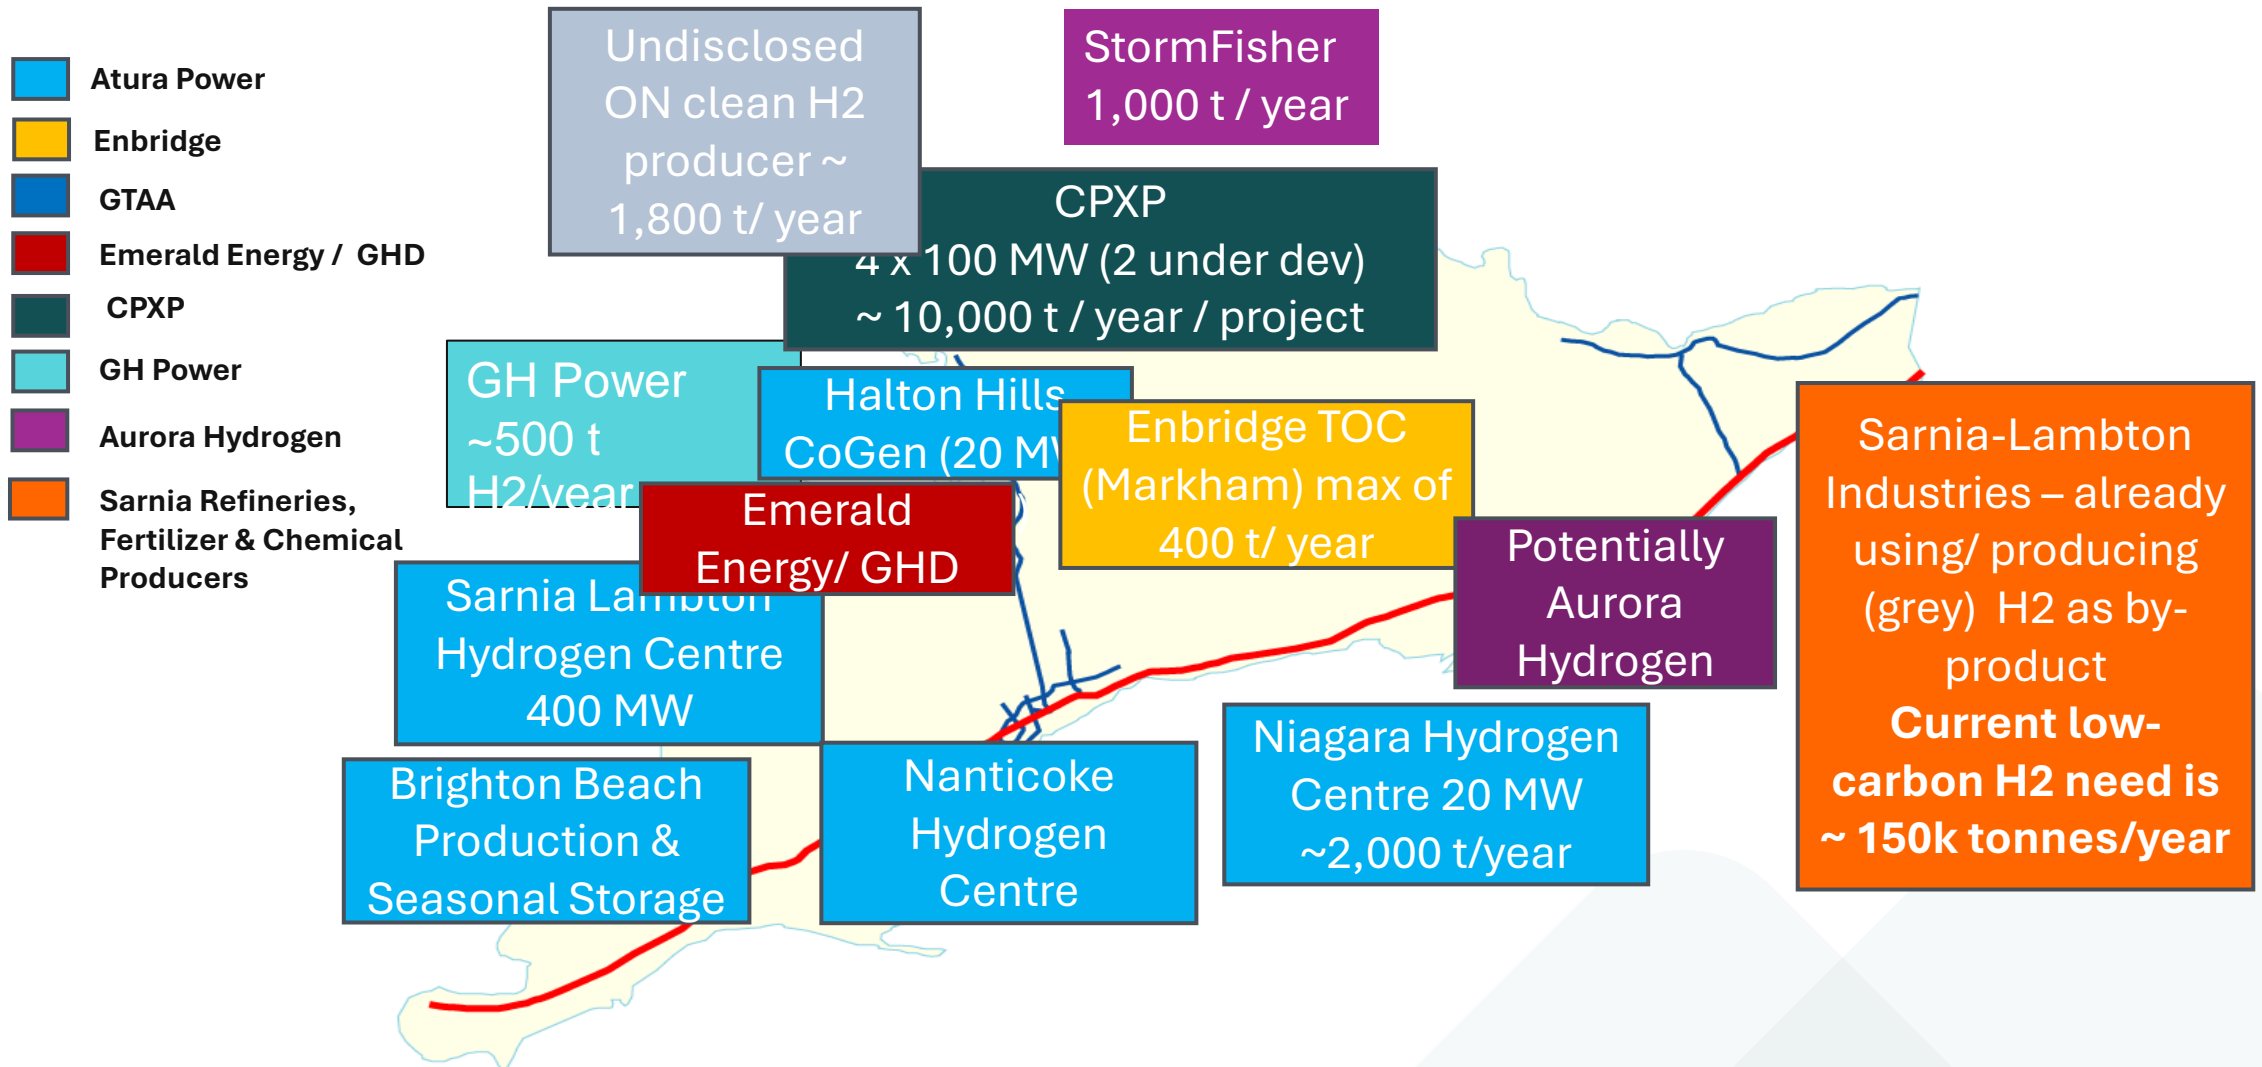 Atura Power
Enbridge
GTAA
Emerald Energy / GHD
CPXP
GH Power
Aurora Hydrogen
Sarnia Refineries,
Fertilizer & Chemical
Producers
Undisclosed
ON clean H2
producer ~
1,800 t/ year
StormFisher
1,000 t / year
CPXP
4 x 100 MW (2 under dev)
~ 10,000 t / year / project
GH Power
~500 t
H2/year
Halton Hills
CoGen (20 MW
Enbridge TOC
(Markham) max of
400 t/ year
Emerald
Energy/ GHD
Sarnia Lambton
Hydrogen Centre
400 MW
Potentially
Aurora
Hydrogen
Sarnia-Lambton
Industries – already
using/ producing
(grey) H2 as by-
product
Current low-
carbon H2 need is
~ 150k tonnes/year
Brighton Beach
Production &
Seasonal Storage
Nanticoke
Hydrogen
Centre
Niagara Hydrogen
Centre 20 MW
~2,000 t/year